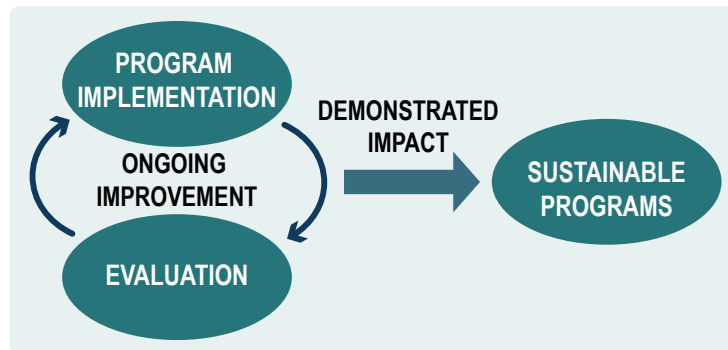 PROGRAM
IMPLEMENTATION
ONGOING
IMPROVEMENT
EVALUATION
DEMONSTRATED
IMPACT
SUSTAINABLE
PROGRAMS